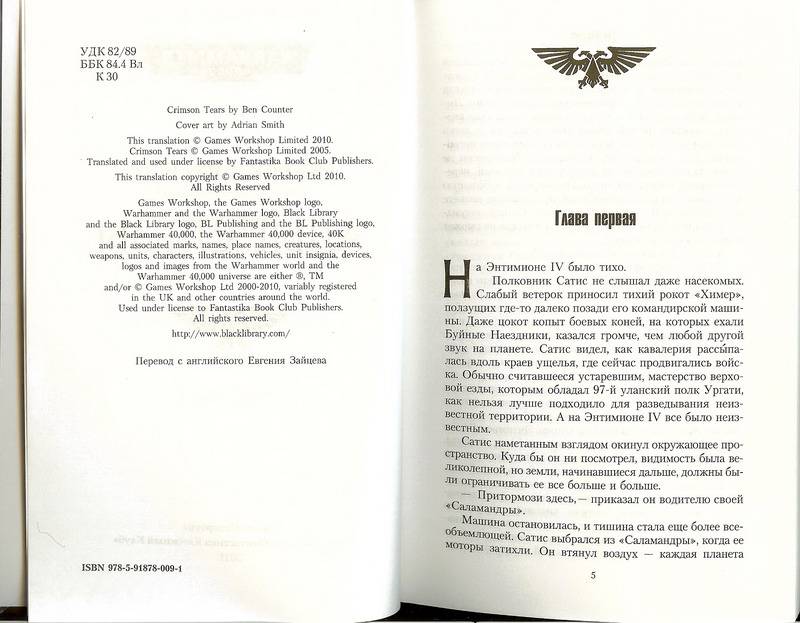 УДК 82/89
ББК 84.4 Вл
К 30
Crimson Tears by Ben Counter
Cover art by Adrian Smith
This translation © Games Workshop Limited 2010.
Crimson Tears © Games Workshop Limited 2005.
Translated and used under license by Fantastika Book Club Publishers.
This translation copyright © Games Workshop Ltd 2010.
All Rights Reserved
Games Workshop, the Games Workshop logo,
Warhammer and the Warhammer logo, Black Library
and the Black Library logo, BL Publishing and the BL Publishing logo,
Warhammer 40,000, the Warhammer 40,000 device, 40K
and all associated marks, names, place names, creatures, locations,
weapons, units, characters, illustrations, vehicles, unit insignia, devices,
logos and images from the Warhammer world and the
Warhammer 40,000 universe are either ®, TM
and/or © Games Workshop Ltd 2000-2010, variably registered
in the UK and other countries around the world.
Used under license to Fantastika Book Club Publishers.
All rights reserved.
http://www.blacklibrary.com/
Перевод с английского Евгения Зайцева
ISBN 978-5-91878-009-1
Глава первая
На Энтимионе IV было тихо.
Полковник Сатис не слышал даже насекомых.
Слабый ветерок приносил тихий рокот «Химер»,
ползущих где-то далеко позади его командирской маши-
ны. Даже цокот копыт боевых коней, на которых ехали
Буйные Наездники, казался громче, чем любой другой
звук на планете. Сатис видел, как кавалерия рассыпа-
лась вдоль краев ущелья, где сейчас продвигались войс-
ка. Обычно считавшееся устаревшим, мастерство верхо-
вой езды, которым обладал 97-й уланский полк Ургати,
как нельзя лучше подходило для разведывания неиз-
вестной территории. А на Энтимионе IV все было неиз-
вестным.
Сатис наметанным взглядом окинул окружающее про-
странство. Куда бы он ни посмотрел, видимость была ве-
ликолепной, но земли, начинавшиеся дальше, должны бы-
ли ограничивать ее все больше и больше.
— Притормози здесь,— приказал он водителю своей
«Саламандры».
Машина остановилась, и тишина стала еще более все-
объемлющей. Сатис выбрался из «Саламандры», когда ее
моторы затихли. Он втянул воздух — каждая планета
5